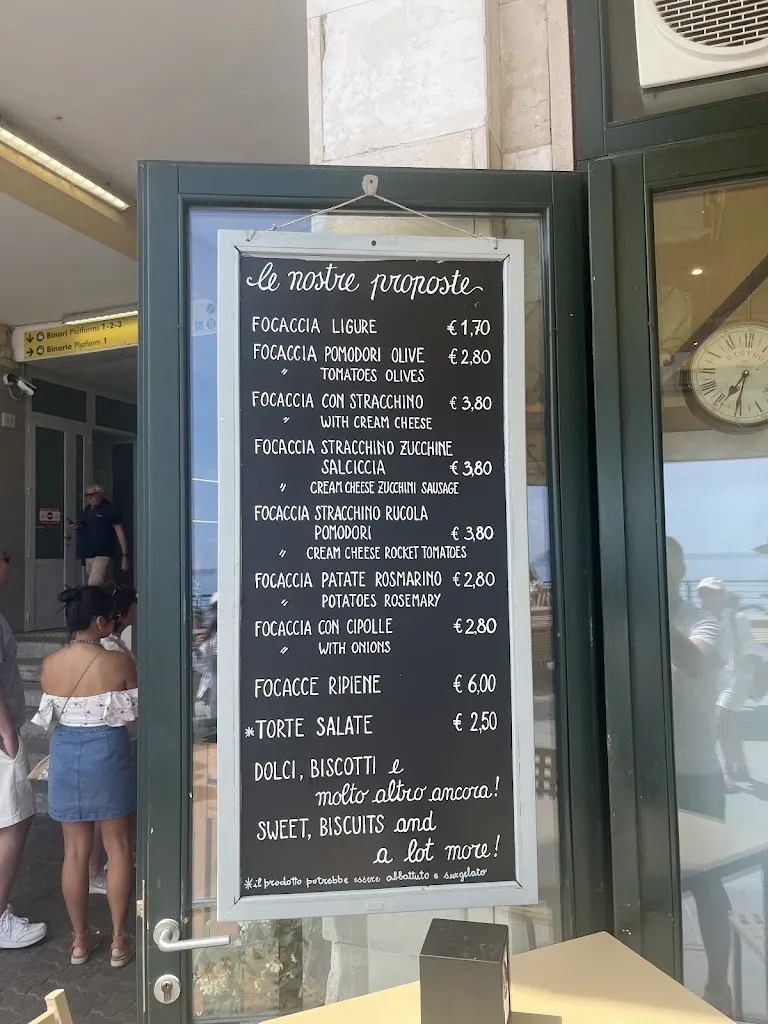 le nostre proposte
FOCACCIA LIGURE € 1,70
FOCACCIA POMODORI OLIVE € 2,80
" TOMATOES OLIVES
FOCACCIA CON STRACCHINO € 3,80
" WITH CREAM CHEESE
FOCACCIA STRACCHINO ZUCCHINE
SALCICCIA € 3,80
" CREAM CHEESE ZUCCHINI SAUSAGE
FOCACCIA STRACCHINO RUCOLA
POMODORI € 3,80
" CREAM CHEESE ROCKET TOMATOES
FOCACCIA PATATE ROSMARINO € 2,80
" POTATOES ROSEMARY
FOCACCIA CON CIPOLLE € 2,80
" WITH ONIONS
FOCACCE RIPIENE € 6,00
*TORTE SALATE € 2,50
DOLCI, BISCOTTI e
molto altro ancora!
SWEET, BISCUITS and
a lot more!
*il prodotto potrebbe essere abbattuto e surgelato
Binari Platforms 1-2-3
Binario Platform 1
BISTROT